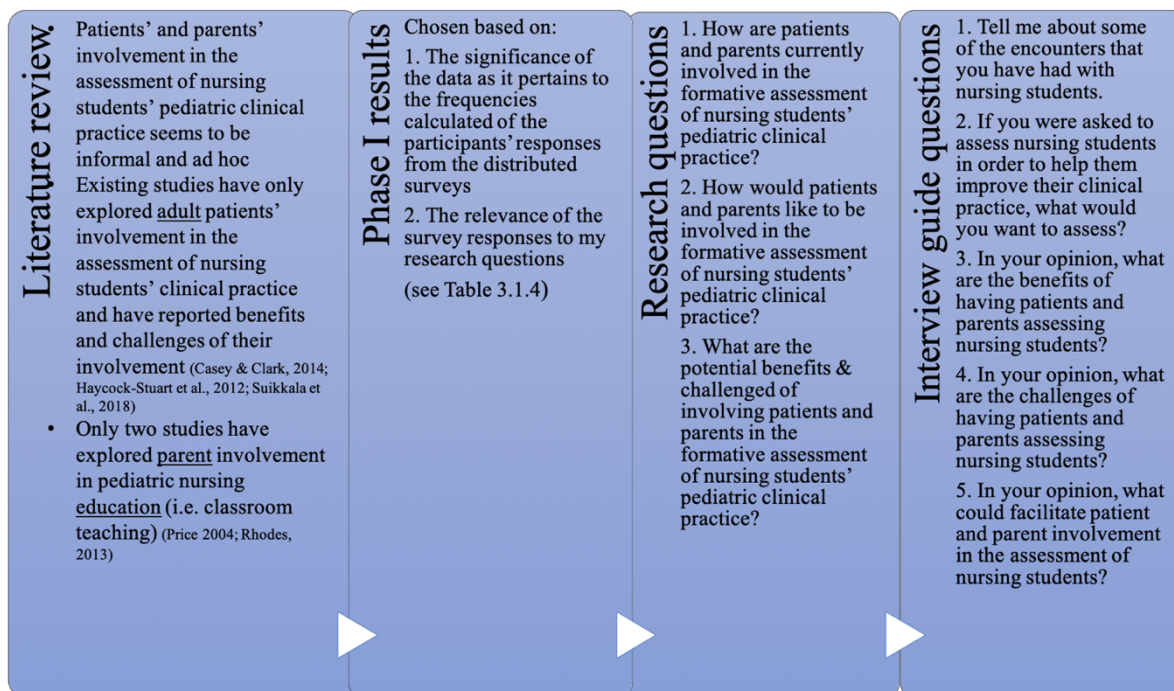 Literature review.
Patients’ and parents’
involvement in the
assessment of nursing
students’ pediatric clinical
practice seems to be
informal and ad hoc
Existing studies have only
explored adult patients’
involvement in the
assessment of nursing
students’ clinical practice
and have reported benefits
and challenges of their
involvement (Casey & Clark, 2014;
Haycock-Stuart et al., 2012; Suikkala et
al., 2018)
• Only two studies have
explored parent involvement
in pediatric nursing
education (i.e. classroom
teaching) (Price 2004; Rhodes,
2013)
Phase I results
Chosen based on:
1. The significance of
the data as it pertains to
the frequencies
calculated of the
participants’ responses
from the distributed
surveys
2. The relevance of the
survey responses to my
research questions
(see Table 3.1.4)
Research questions
1. How are patients
and parents currently
involved in the
formative assessment
of nursing students’
pediatric clinical
practice?
2. How would patients
and parents like to be
involved in the
formative assessment
of nursing students’
pediatric clinical
practice?
3. What are the
potential benefits &
challenged of
involving patients and
parents in the
formative assessment
of nursing students’
pediatric clinical
practice?
Interview guide questions
1. Tell me about some
of the encounters that
you have had with
nursing students.
2. If you were asked to
assess nursing students
in order to help them
improve their clinical
practice, what would
you want to assess?
3. In your opinion, what
are the benefits of
having patients and
parents assessing
nursing students?
4. In your opinion, what
are the challenges of
having patients and
parents assessing
nursing students?
5. In your opinion, what
could facilitate patient
and parent involvement
in the assessment of
nursing students?